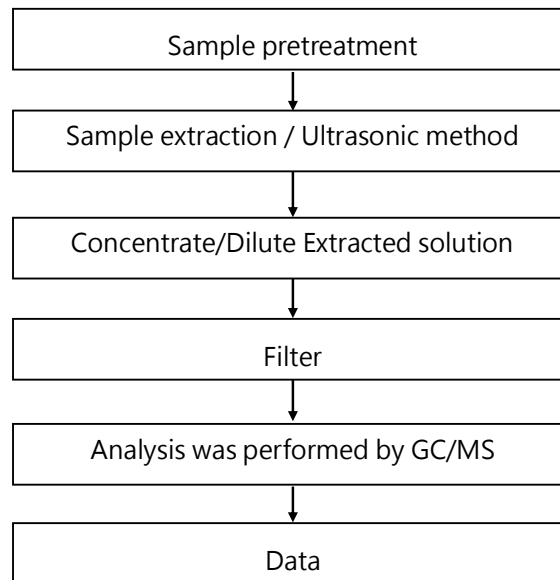 Sample pretreatment
Sample extraction / Ultrasonic method
Concentrate/Dilute Extracted solution
Filter
Analysis was performed by GC/MS
Data